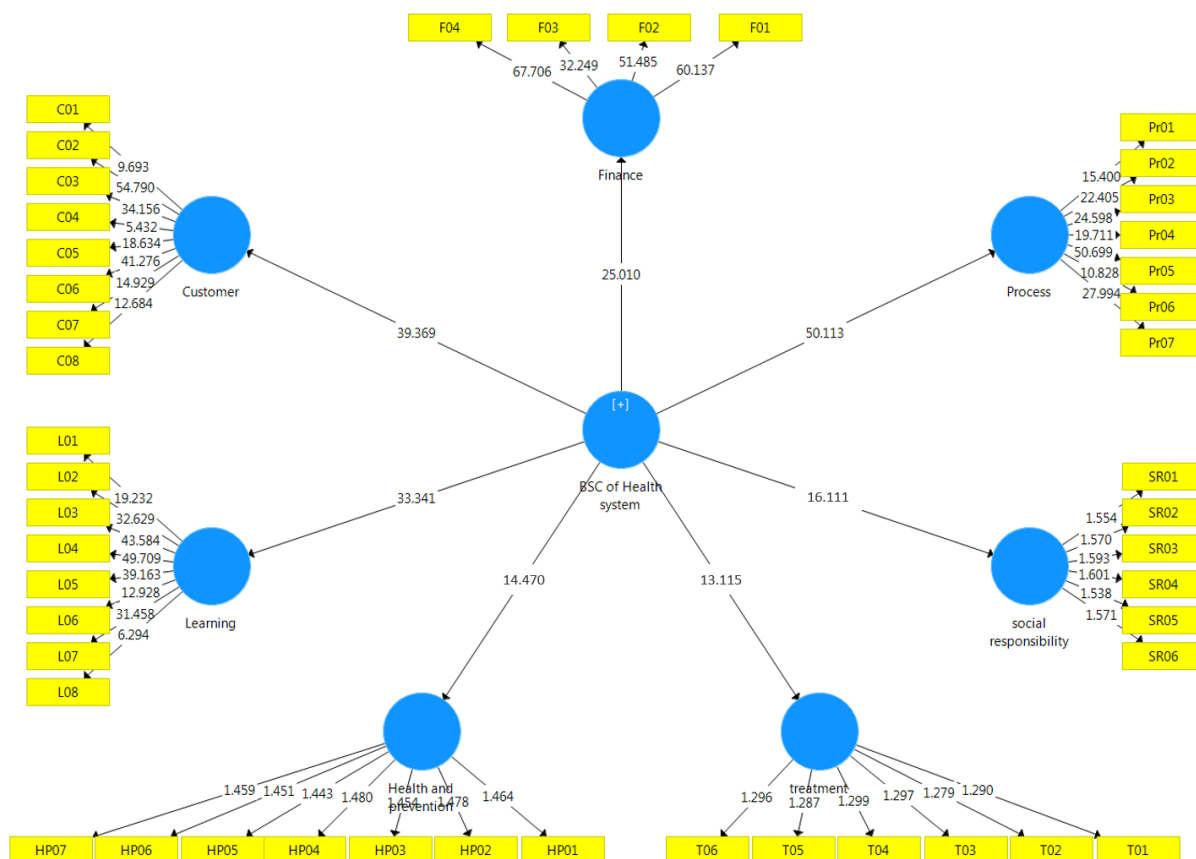 F04
F03
F02
F01
67.706
32.249
51.485
60.137
Finance
C01
C02
C03
C04
C05
C06
C07
C08
9.693
54.790
34.156
5.432
18.634
41.276
14.929
12.684
Customer
Pr01
Pr02
Pr03
Pr04
Pr05
Pr06
Pr07
15.400
22.405
24.598
19.711
50.699
10.828
27.994
Process
25.010
39.369
50.113
[+]
BSC of Health
system
33.341
16.111
14.470
13.115
L01
L02
L03
L04
L05
L06
L07
L08
19.232
32.629
43.584
49.709
39.163
12.928
31.458
6.294
Learning
SR01
SR02
SR03
SR04
SR05
SR06
1.554
1.570
1.593
1.601
1.538
1.571
social
responsibility
Health and
prevention
1.459
1.451
1.443
1.480
1.454
1.478
1.464
HP07
HP06
HP05
HP04
HP03
HP02
HP01
treatment
1.296
1.287
1.299
1.297
1.279
1.290
T06
T05
T04
T03
T02
T01